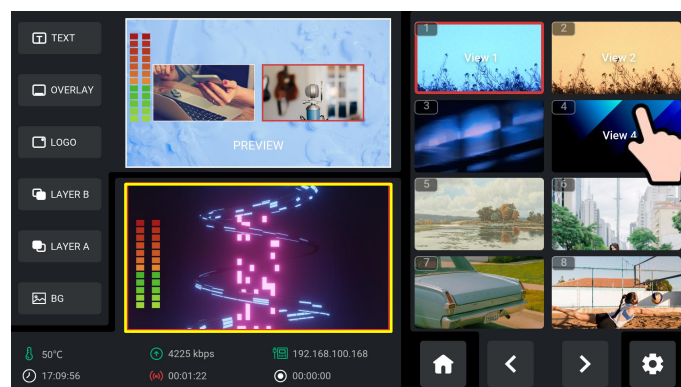 TEXT
OVERLAY
LOGO
LAYER B
LAYER A
BG
PREVIEW
1
View 1
2
View 2
3
4
View 4
5
6
7
8
50°C
4225 kbps
192.168.100.168
17:09:56
00:01:22
00:00:00